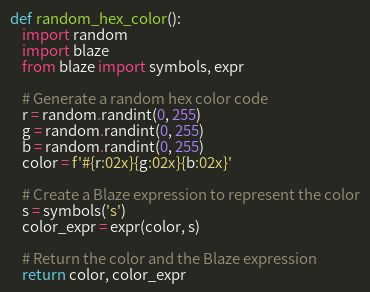 def random_hex_color():
    import random
    import blaze
    from blaze import symbols, expr

    # Generate a random hex color code
    r = random.randint(0, 255)
    g = random.randint(0, 255)
    b = random.randint(0, 255)
    color = f'#{r:02x}{g:02x}{b:02x}'

    # Create a Blaze expression to represent the color
    s = symbols('s')
    color_expr = expr(color, s)

    # Return the color and the Blaze expression
    return color, color_expr